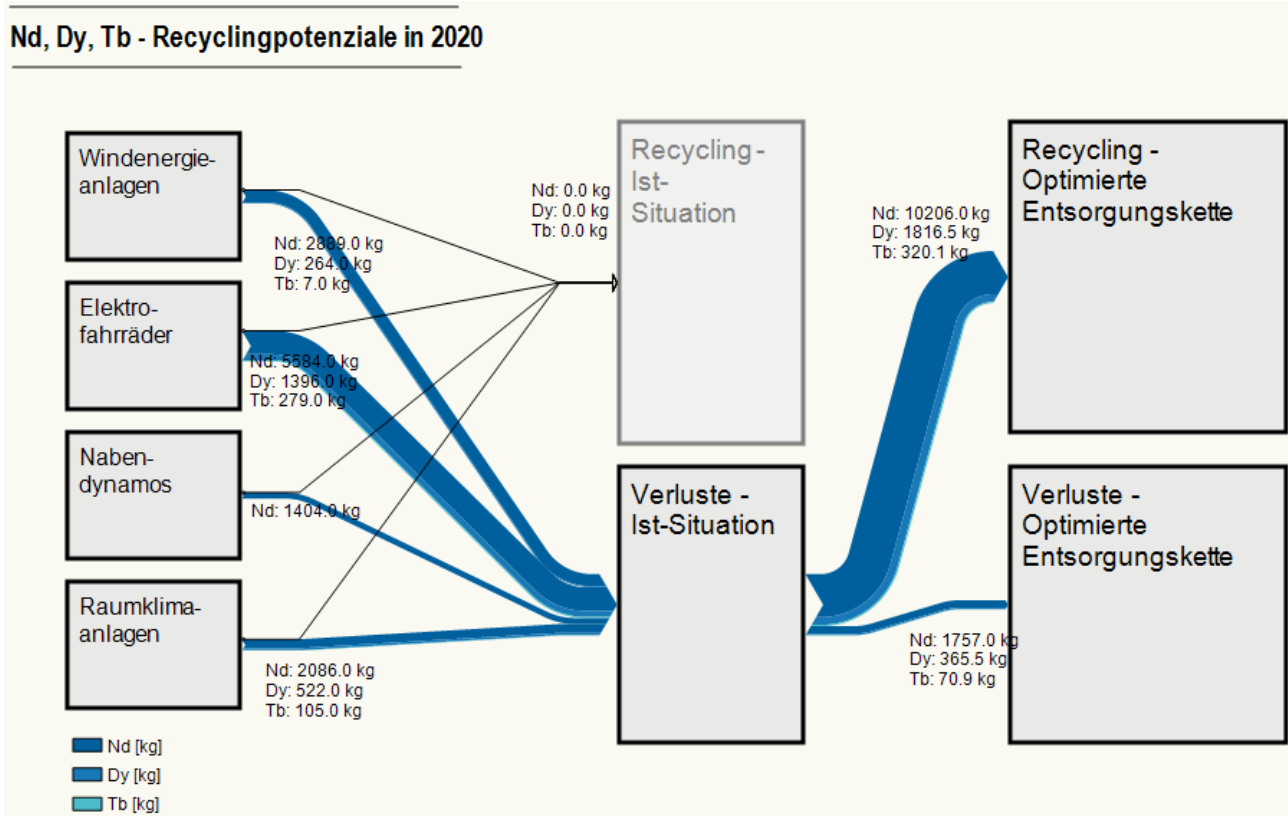 Nd, Dy, Tb - Recyclingpotenziale in 2020
Windenergie-
anlagen
Nd: 2889.0 kg
Dy: 264.0 kg
Tb: 7.0 kg
Elektro-
fahrräder
Nd: 5584.0 kg
Dy: 1396.0 kg
Tb: 279.0 kg
Naben-
dynamos
Nd: 1404.0 kg
Raumklima-
anlagen
Nd: 2086.0 kg
Dy: 522.0 kg
Tb: 105.0 kg
Nd: 0.0 kg
Dy: 0.0 kg
Tb: 0.0 kg
Recycling -
Ist-
Situation
Verluste -
Ist-Situation
Nd: 10206.0 kg
Dy: 1816.5 kg
Tb: 320.1 kg
Recycling -
Optimierte
Entsorgungskette
Nd: 1757.0 kg
Dy: 365.5 kg
Tb: 70.9 kg
Verluste -
Optimierte
Entsorgungskette
Nd [kg]
Dy [kg]
Tb [kg]